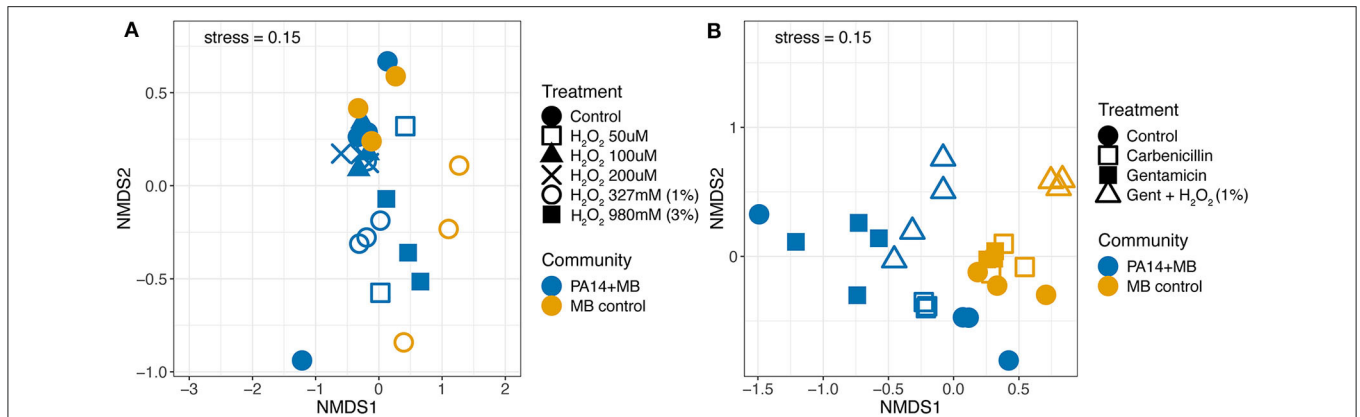 A
stress = 0.15
0.5
0.0
−0.5
−1.0
NMDS2
−3
−2
−1
0
1
2
NMDS1
Treatment
Control
H₂O₂ 50uM
H₂O₂ 100uM
H₂O₂ 200uM
H₂O₂ 327mM (1%)
H₂O₂ 980mM (3%)
Community
PA14+MB
MB control
B
stress = 0.15
1
0
NMDS2
−1.5
−1.0
−0.5
0.0
0.5
NMDS1
Treatment
Control
Carbenicillin
Gentamicin
Gent + H₂O₂ (1%)
Community
PA14+MB
MB control